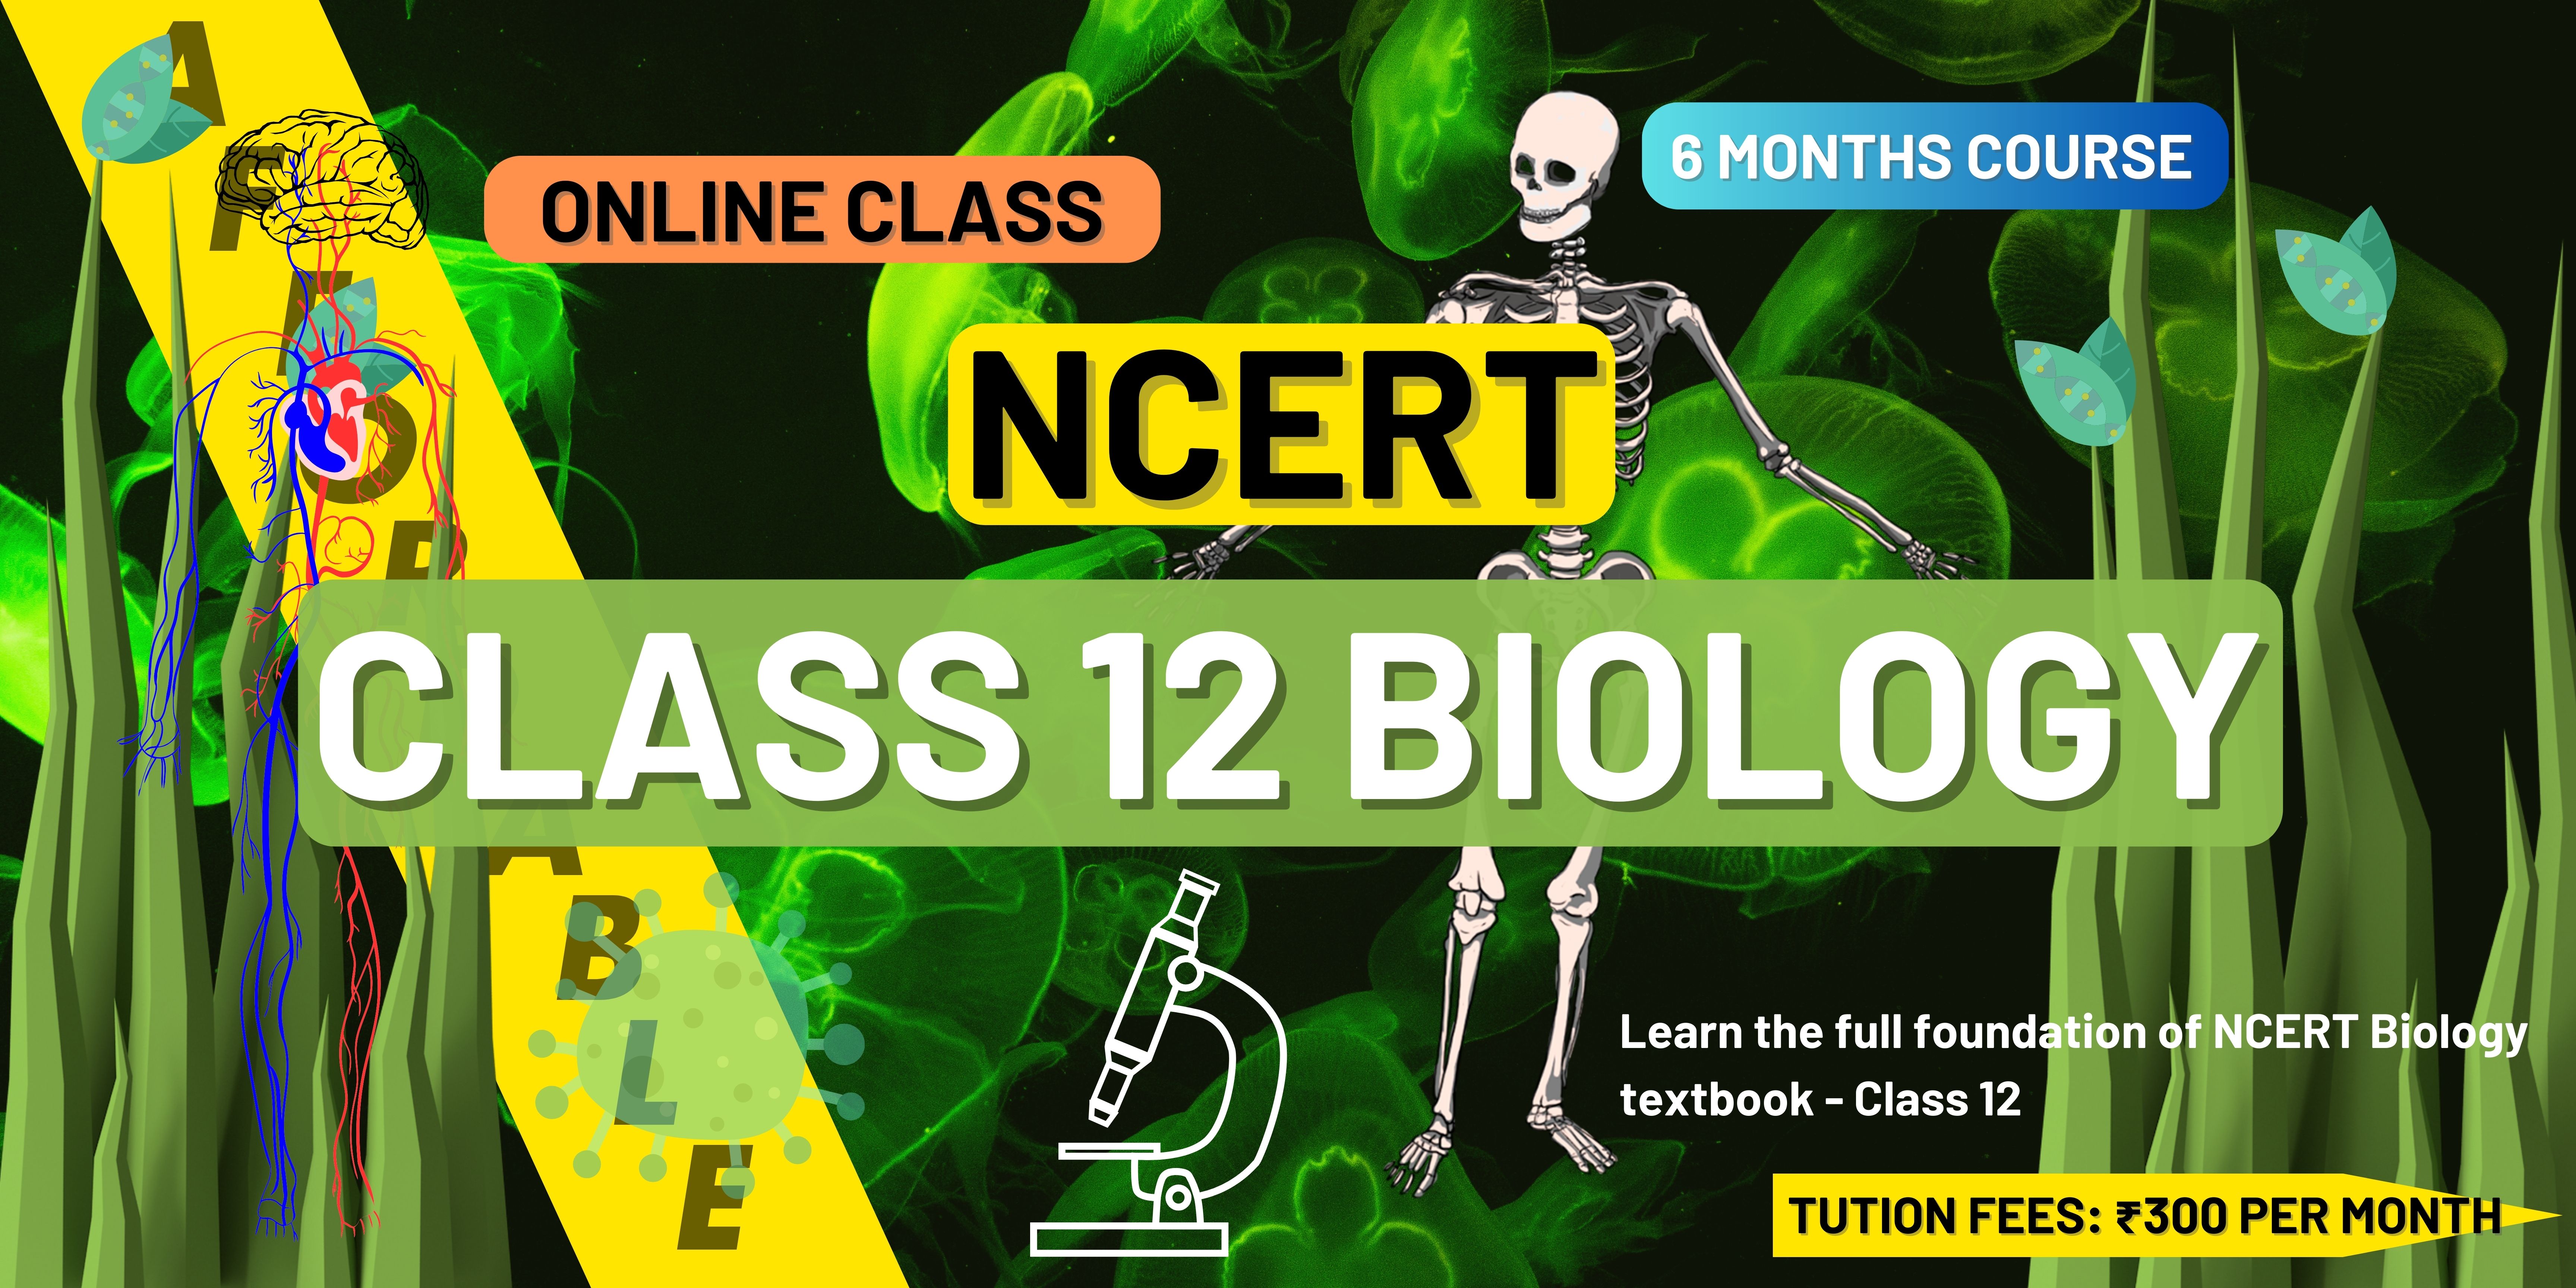 ONLINE CLASS
6 MONTHS COURSE
NCERT
CLASS 12 BIOLOGY
AFFORDABLE
Learn the full foundation of NCERT Biology
textbook - Class 12
TUTION FEES: ₹300 PER MONTH